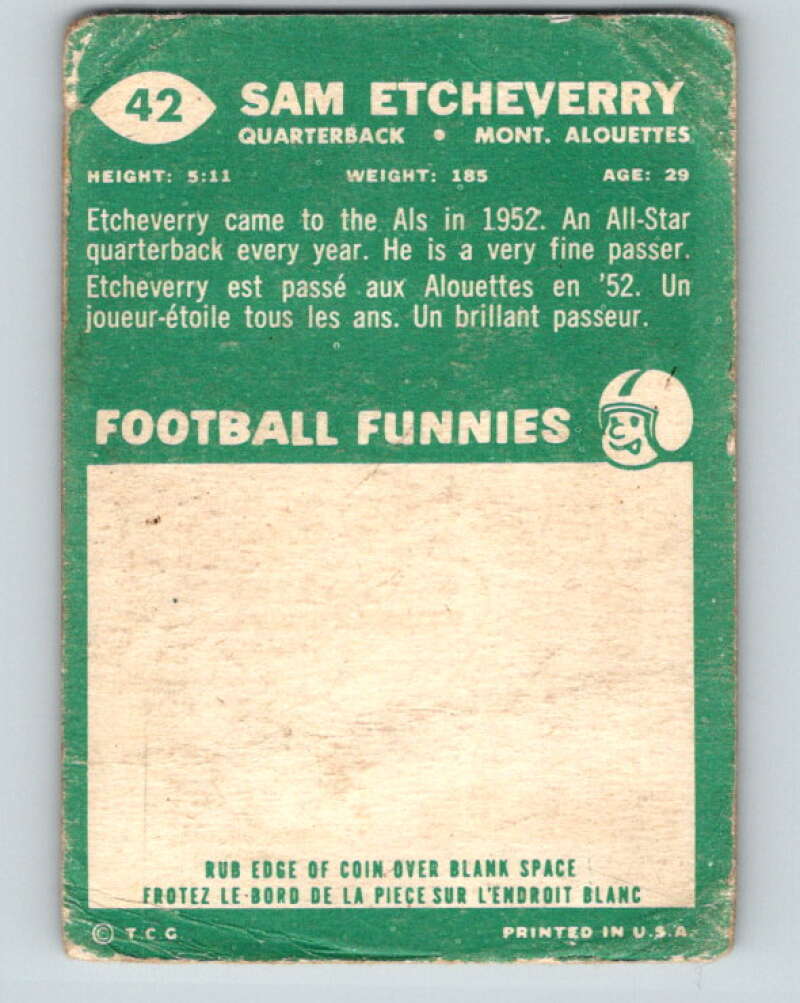 42
SAM ETCHEVERRY
QUARTERBACK • MONT. ALOUETTES
HEIGHT: 5:11 WEIGHT: 185 AGE: 29
Etcheverry came to the Als in 1952. An All-Star
quarterback every year. He is a very fine passer.
Etcheverry est passé aux Alouettes en '52. Un
joueur-étoile tous les ans. Un brillant passeur.
FOOTBALL FUNNIES
RUB EDGE OF COIN OVER BLANK SPACE
FROTEZ LE BORD DE LA PIECE SUR L'ENDROIT BLANC
© T.C.G. PRINTED IN U.S.A.